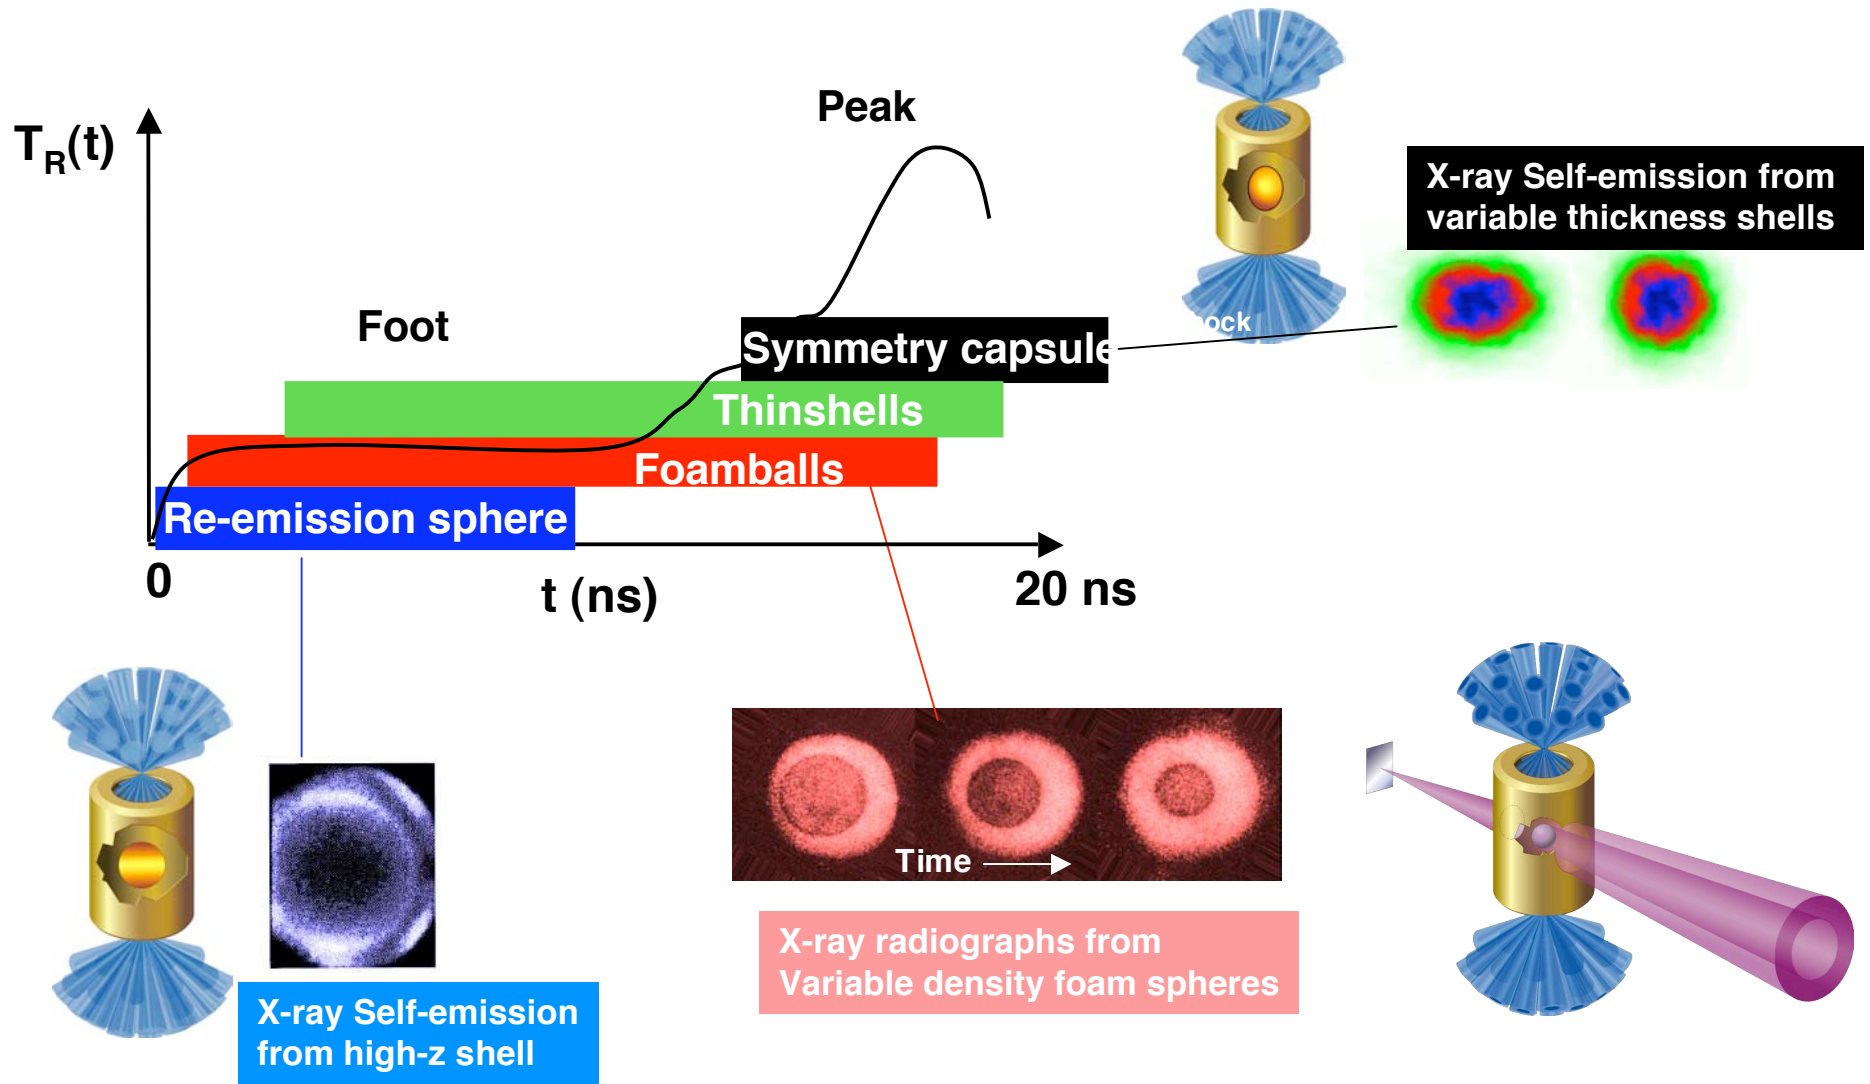 Peak
T_R(t)
X-ray Self-emission from
variable thickness shells
Foot
Symmetry capsule
Thinshells
Foamballs
Re-emission sphere
0
t (ns)
20 ns
Time
X-ray radiographs from
Variable density foam spheres
X-ray Self-emission
from high-z shell